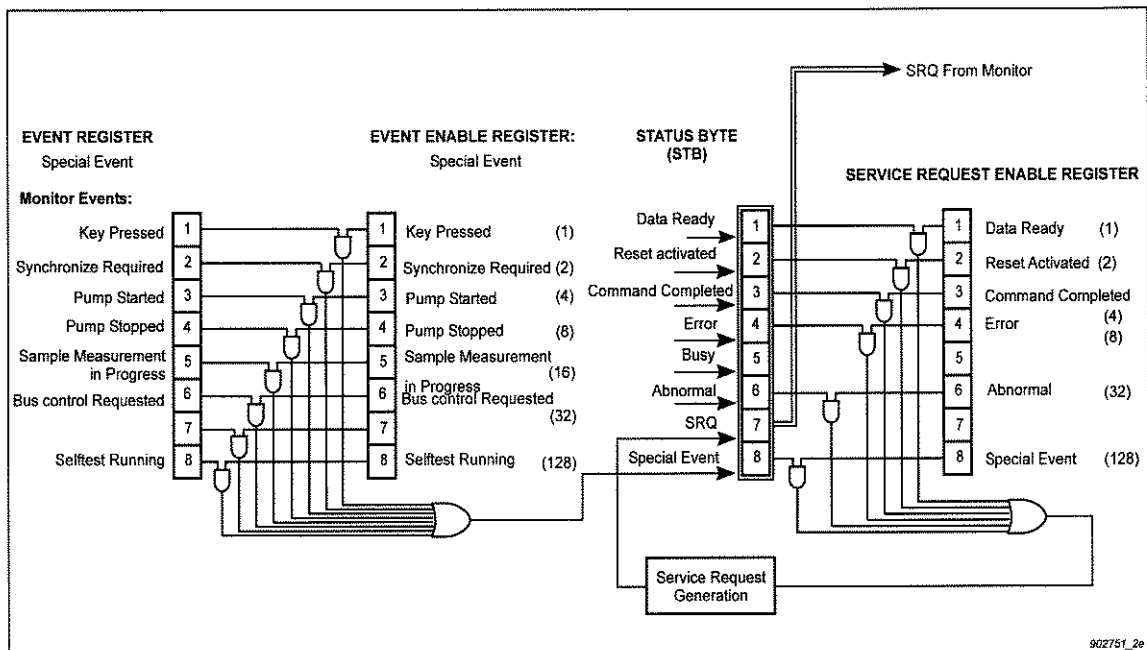 SRQ From Monitor
EVENT REGISTER
Special Event
EVENT ENABLE REGISTER:
Special Event
STATUS BYTE
(STB)
SERVICE REQUEST ENABLE REGISTER
Monitor Events:
Key Pressed 1
Synchronize Required 2
Pump Started 3
Pump Stopped 4
Sample Measurement
in Progress 5
Bus control Requested 6
7
Selftest Running 8
1 Key Pressed (1)
2 Synchronize Required (2)
3 Pump Started (4)
4 Pump Stopped (8)
5 Sample Measurement
in Progress (16)
6 Bus control Requested
(32)
7
8 Selftest Running (128)
Data Ready 1
Reset activated 2
Command Completed 3
Error 4
Busy 5
Abnormal 6
SRQ 7
Special Event 8
1 Data Ready (1)
2 Reset Activated (2)
3 Command Completed
(4)
4 Error
(8)
5
6 Abnormal (32)
7
8 Special Event (128)
Service Request
Generation
902751_2e